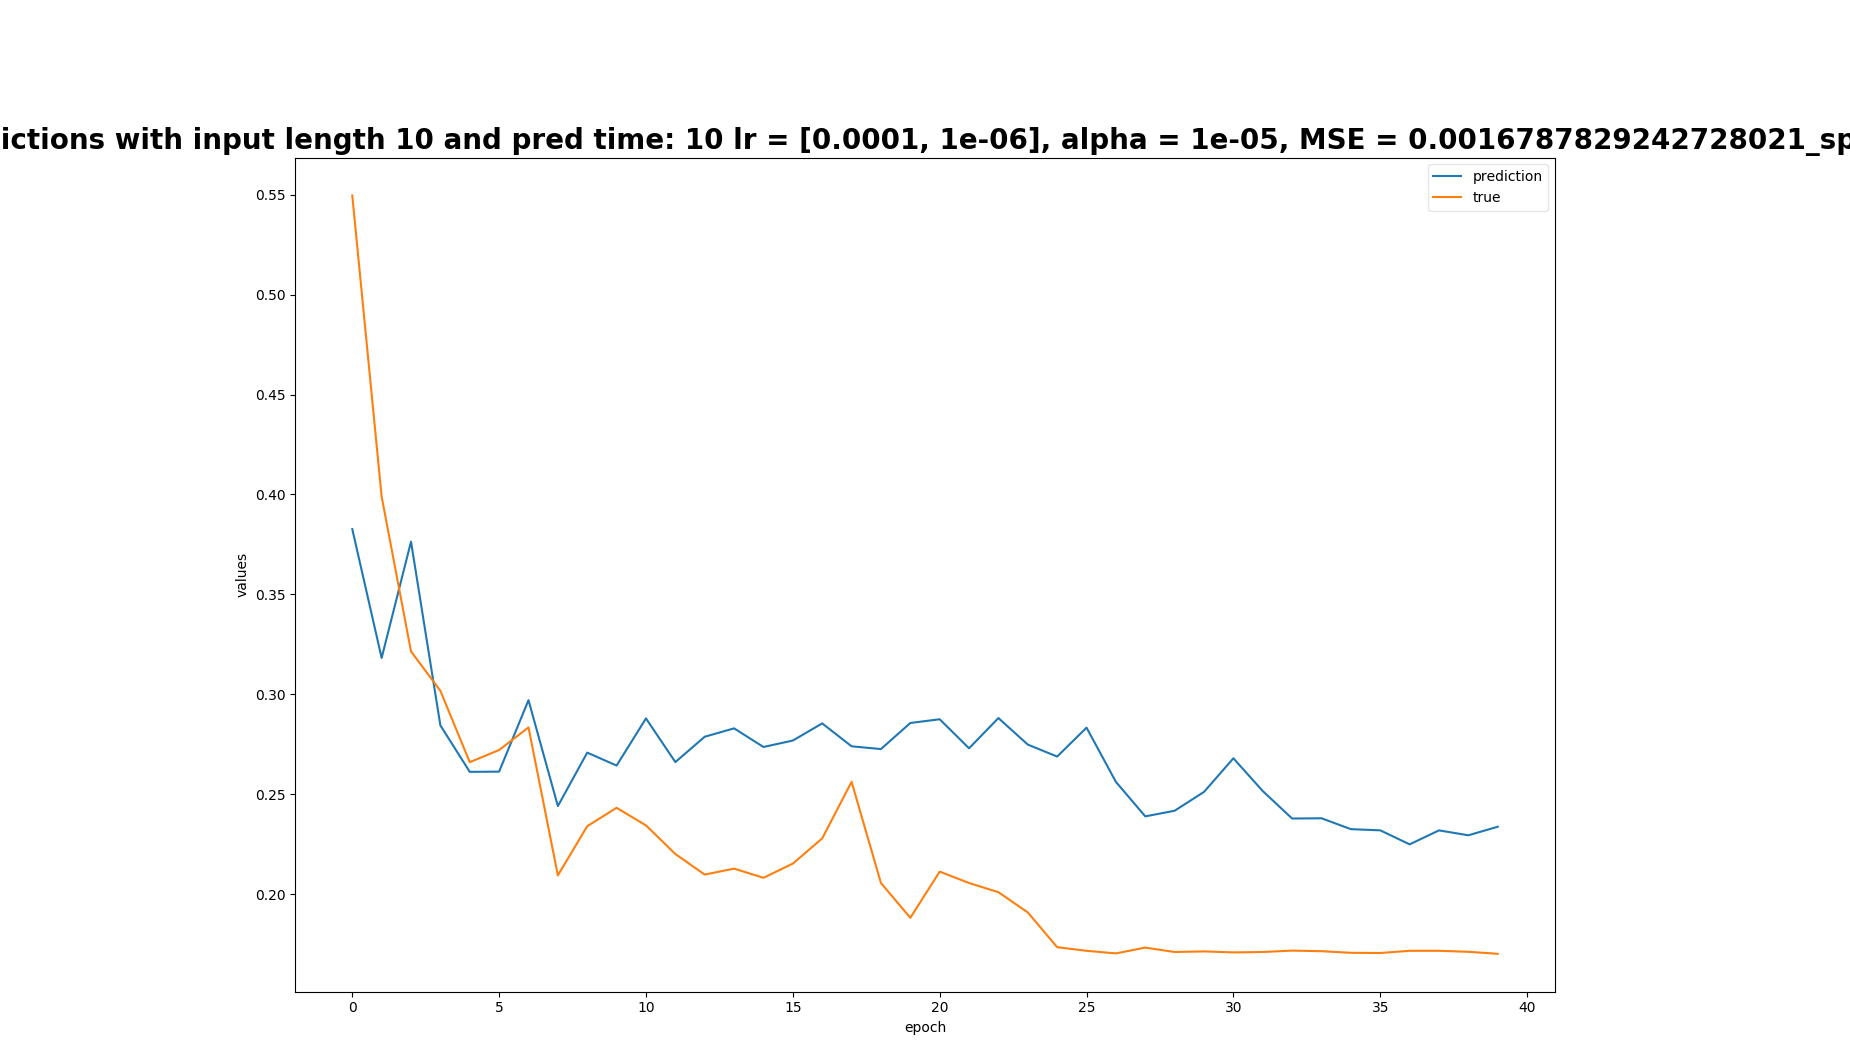 ictions with input length 10 and pred time: 10 lr = [0.0001, 1e-06], alpha = 1e-05, MSE = 0.0016787829242728021_sp
prediction
true
0.55
0.50
0.45
0.40
0.35
0.30
0.25
0.20
values
0 5 10 15 20 25 30 35 40
epoch